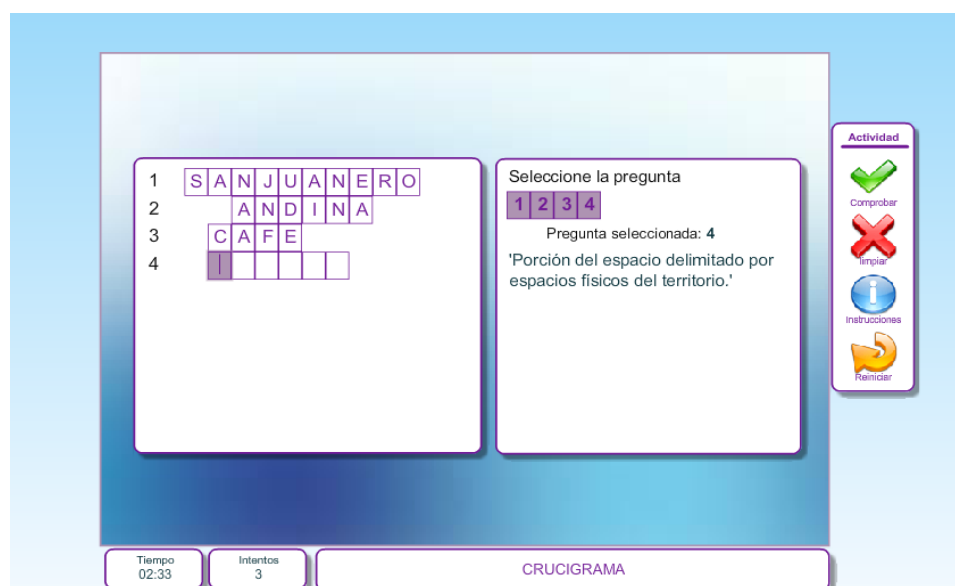 Actividad
1 SANJUANERO
2 ANDINA
3 CAFE
4
Seleccione la pregunta
1 2 3 4
Pregunta seleccionada: 4
'Porción del espacio delimitado por
espacios físicos del territorio.'
Comprobar
limpiar
Instrucciones
Reiniciar
Tiempo
02:33
Intentos
3
CRUCIGRAMA